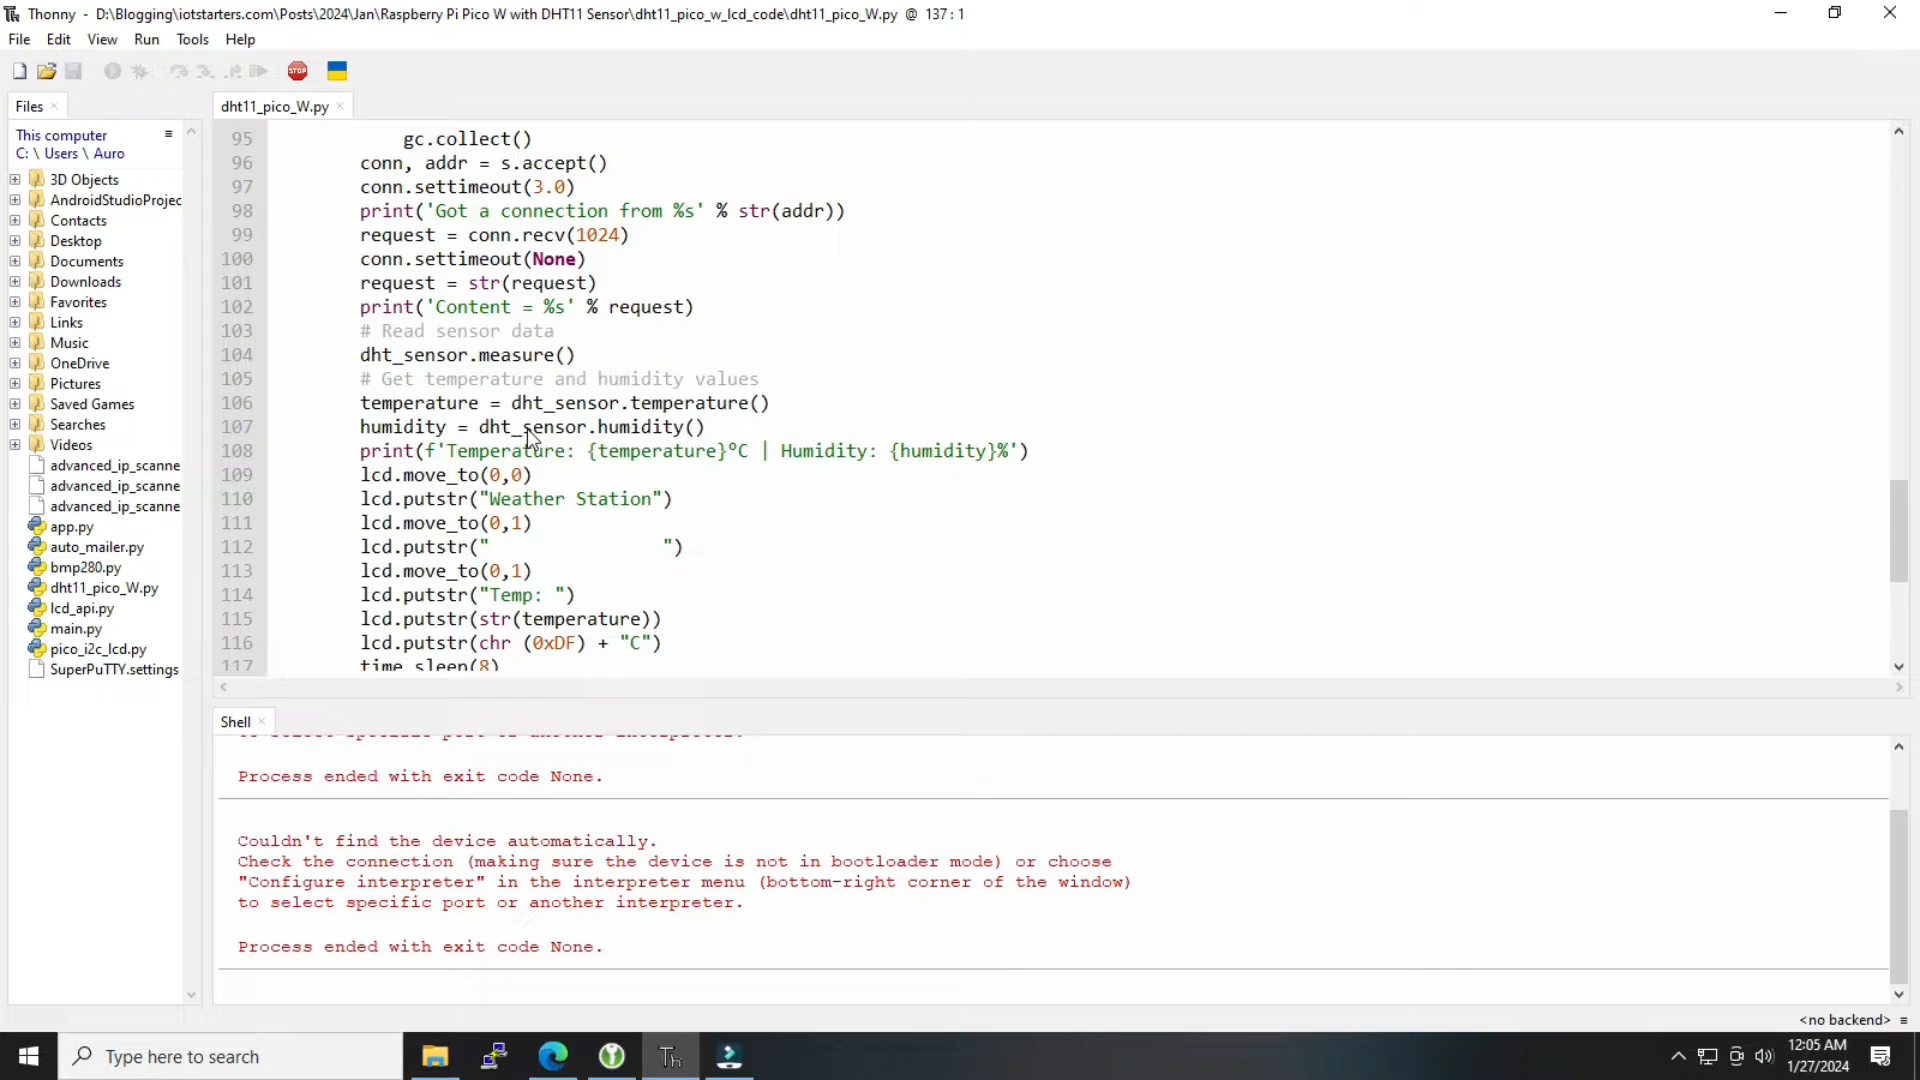 Thonny - D:\Blogging\iotstarters.com\Posts\2024\Jan\Raspberry Pi Pico W with DHT11 Sensor\dht11_pico_w_lcd_code\dht11_pico_W.py @ 137 : 1
File Edit View Run Tools Help
STOP
Files
dht11_pico_W.py
This computer
C: \ Users \ Auro
3D Objects
AndroidStudioProjec
Contacts
Desktop
Documents
Downloads
Favorites
Links
Music
OneDrive
Pictures
Saved Games
Searches
Videos
advanced_ip_scanne
advanced_ip_scanne
advanced_ip_scanne
app.py
auto_mailer.py
bmp280.py
dht11_pico_W.py
lcd_api.py
main.py
pico_i2c_lcd.py
SuperPuTTY.settings
95 gc.collect()
96 conn, addr = s.accept()
97 conn.settimeout(3.0)
98 print('Got a connection from %s' % str(addr))
99 request = conn.recv(1024)
100 conn.settimeout(None)
101 request = str(request)
102 print('Content = %s' % request)
103 # Read sensor data
104 dht_sensor.measure()
105 # Get temperature and humidity values
106 temperature = dht_sensor.temperature()
107 humidity = dht_sensor.humidity()
108 print(f'Temperature: {temperature}°C | Humidity: {humidity}%')
109 lcd.move_to(0,0)
110 lcd.putstr("Weather Station")
111 lcd.move_to(0,1)
112 lcd.putstr("                ")
113 lcd.move_to(0,1)
114 lcd.putstr("Temp: ")
115 lcd.putstr(str(temperature))
116 lcd.putstr(chr (0xDF) + "C")
117 time.sleep(8)
Shell
to select specific port or another interpreter.
Process ended with exit code None.
Couldn't find the device automatically.
Check the connection (making sure the device is not in bootloader mode) or choose
"Configure interpreter" in the interpreter menu (bottom-right corner of the window)
to select specific port or another interpreter.
Process ended with exit code None.
<no backend>
Type here to search
Th
12:05 AM
1/27/2024